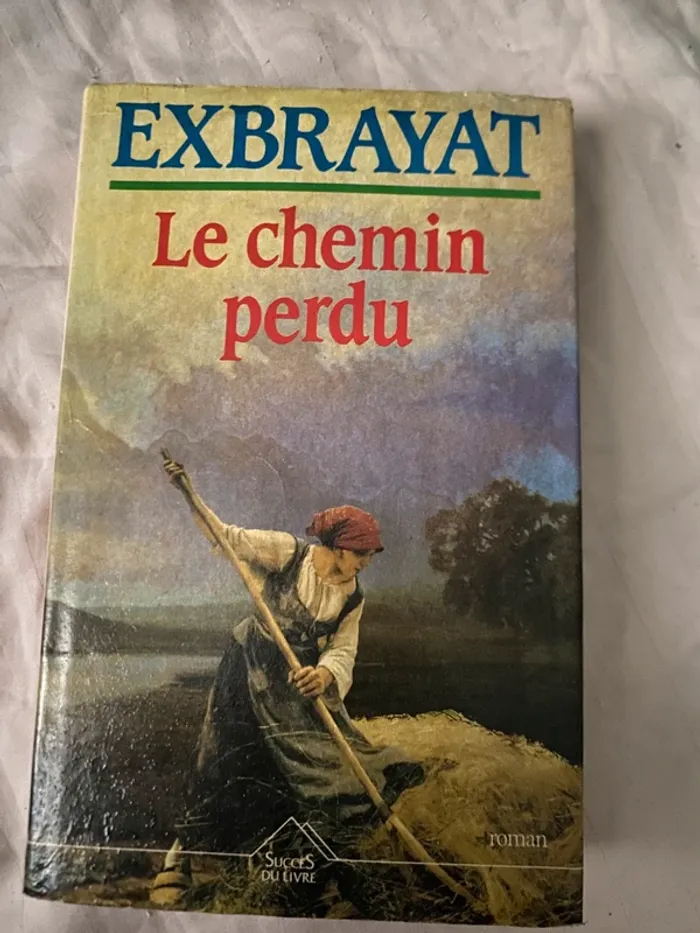 EXBRAYAT
Le chemin
perdu
roman
SUCCÈS
DU LIVRE